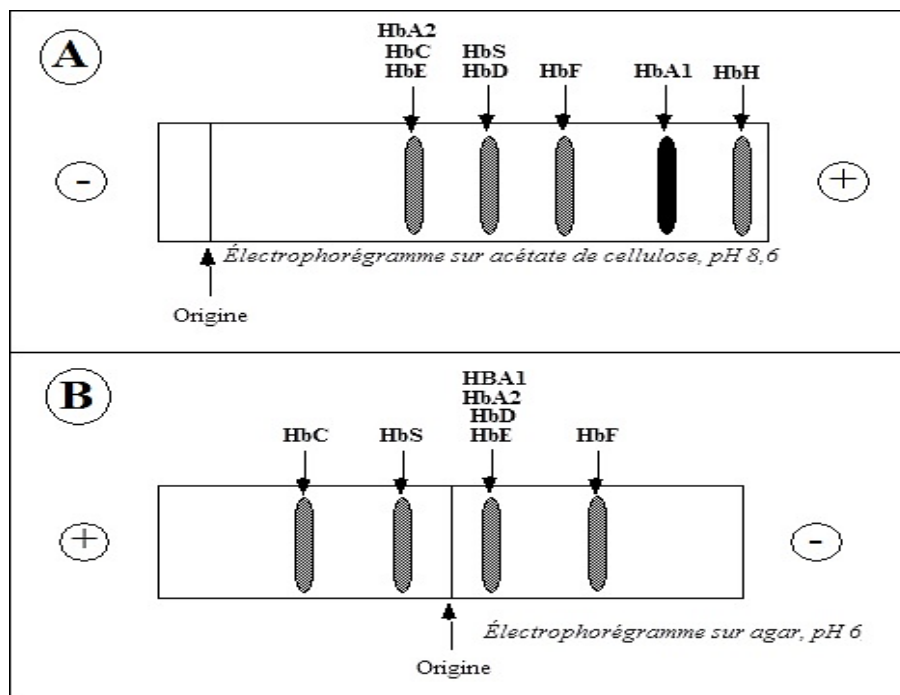 A
HbA2
HbC
HbE
HbS
HbD
HbF
HbA1
HbH
-
+
Électrophorégramme sur acétate de cellulose, pH 8,6
Origine
B
HbC
HbS
HBA1
HbA2
HbD
HbE
HbF
+
-
Électrophorégramme sur agar, pH 6
Origine